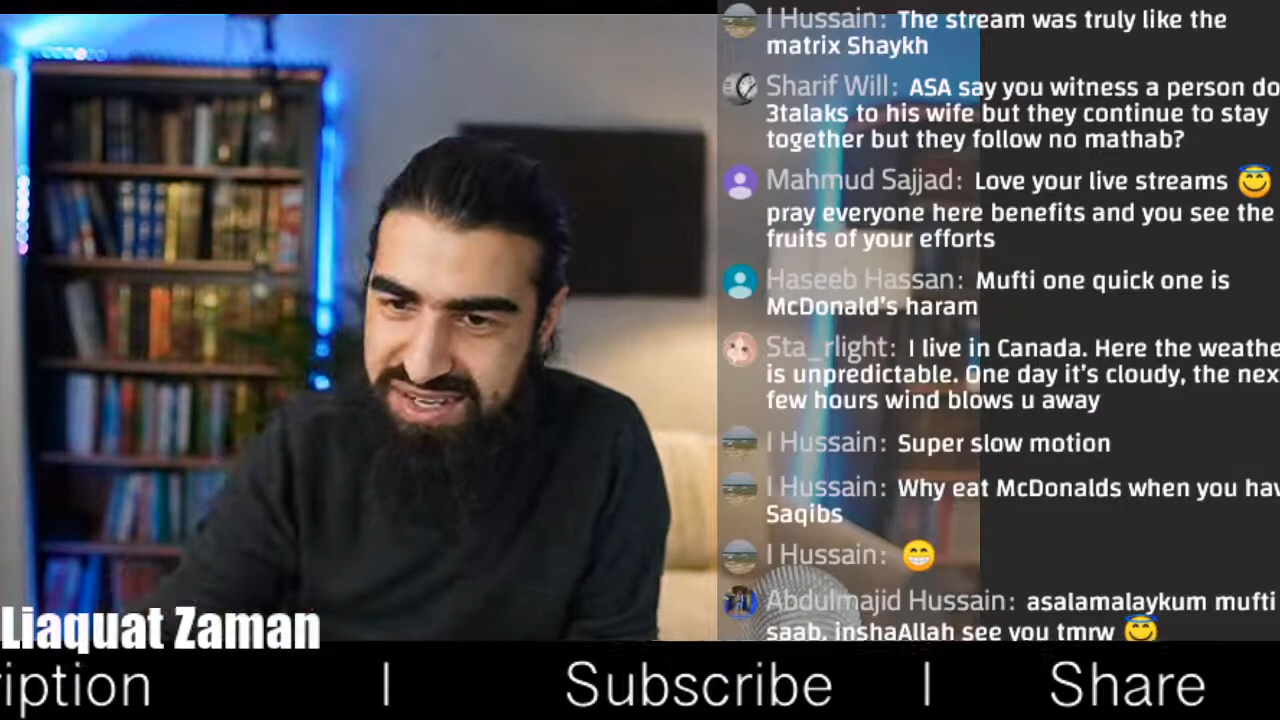 I Hussain: The stream was truly like the
matrix Shaykh
Sharif Will: ASA say you witness a person do
3talaks to his wife but they continue to stay
together but they follow no mathab?
Mahmud Sajjad: Love your live streams 😇
pray everyone here benefits and you see the
fruits of your efforts
Haseeb Hassan: Mufti one quick one is
McDonald's haram
Sta_rlight: I live in Canada. Here the weathe
is unpredictable. One day it's cloudy, the nex
few hours wind blows u away
I Hussain: Super slow motion
I Hussain: Why eat McDonalds when you hav
Saqibs
I Hussain: 😁
Abdulmajid Hussain: asalamalaykum mufti
saab, inshaAllah see you tmrw 😇
Liaquat Zaman
ription | Subscribe | Share